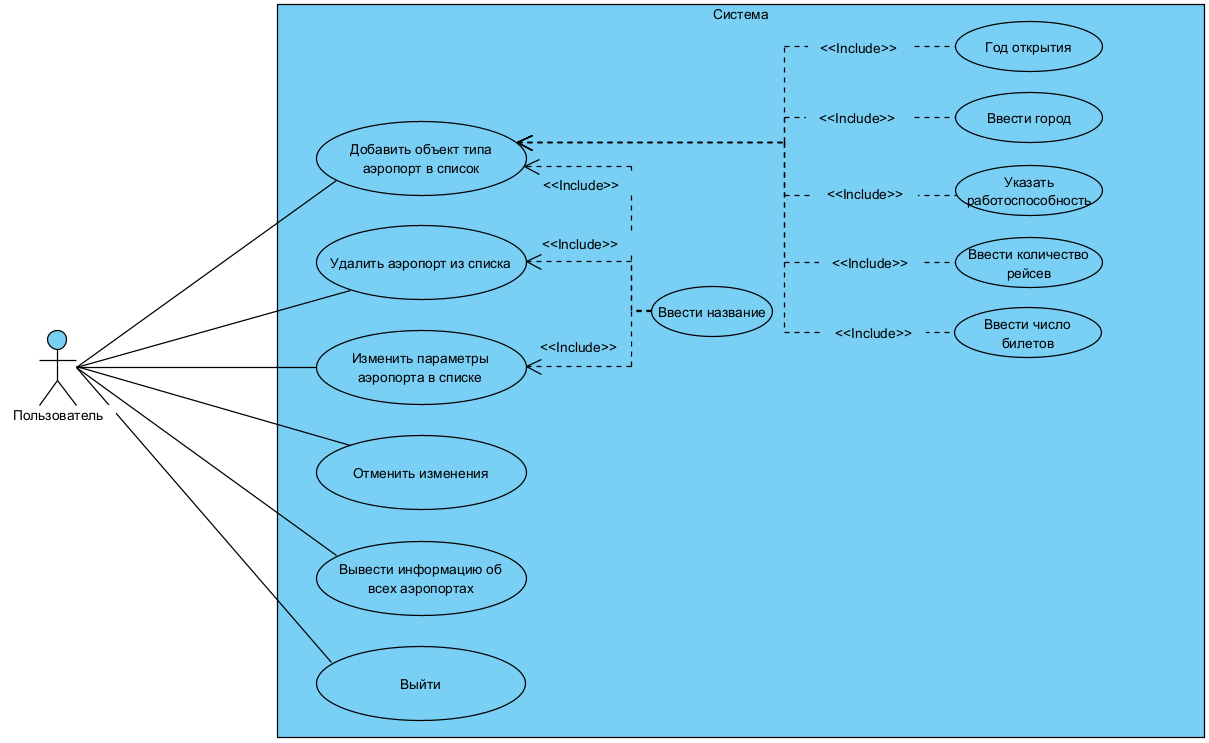 Система
Год открытия
<<Include>>
Ввести город
<<Include>>
Указать
работоспособность
<<Include>>
Ввести количество
рейсев
<<Include>>
Ввести число
билетов
<<Include>>
Добавить объект типа
аэропорт в список
<<Include>>
Удалить аэропорт из списка
<<Include>>
Ввести название
Изменить параметры
аэропорта в списке
<<Include>>
Пользователь
Отменить изменения
Вывести информацию об
всех аэропортах
Выйти